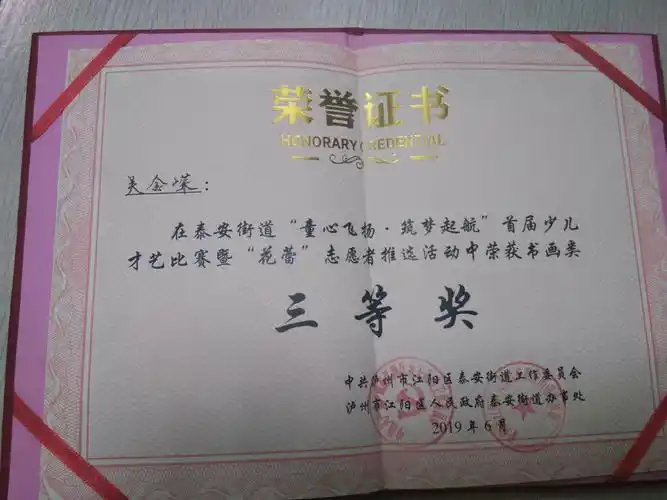 荣誉证书
HONORARY CREDENTIAL
吴金嵘：
在泰安街道“童心飞扬·筑梦起航”首届少儿
才艺比赛暨“花蕾”志愿者推选活动中荣获书画类
三等奖
中共泸州市江阳区泰安街道工作委员会
泸州市江阳区人民政府泰安街道办事处
2019年6月